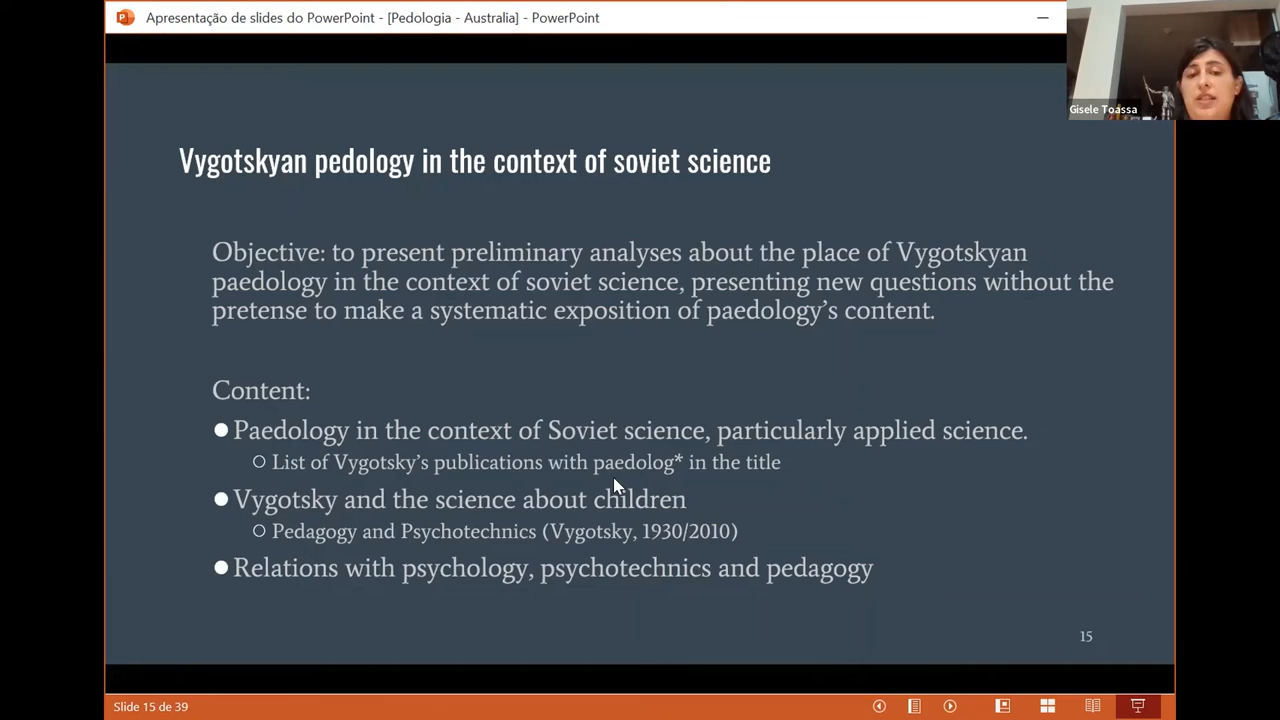 Apresentação de slides do PowerPoint - [Pedologia - Australia] - PowerPoint
Gisele Toassa
Vygotskyan pedology in the context of soviet science
Objective: to present preliminary analyses about the place of Vygotskyan
paedology in the context of soviet science, presenting new questions without the
pretense to make a systematic exposition of paedology’s content.
Content:
Paedology in the context of Soviet science, particularly applied science.
List of Vygotsky’s publications with paedolog* in the title
Vygotsky and the science about children
Pedagogy and Psychotechnics (Vygotsky, 1930/2010)
Relations with psychology, psychotechnics and pedagogy
15
Slide 15 de 39